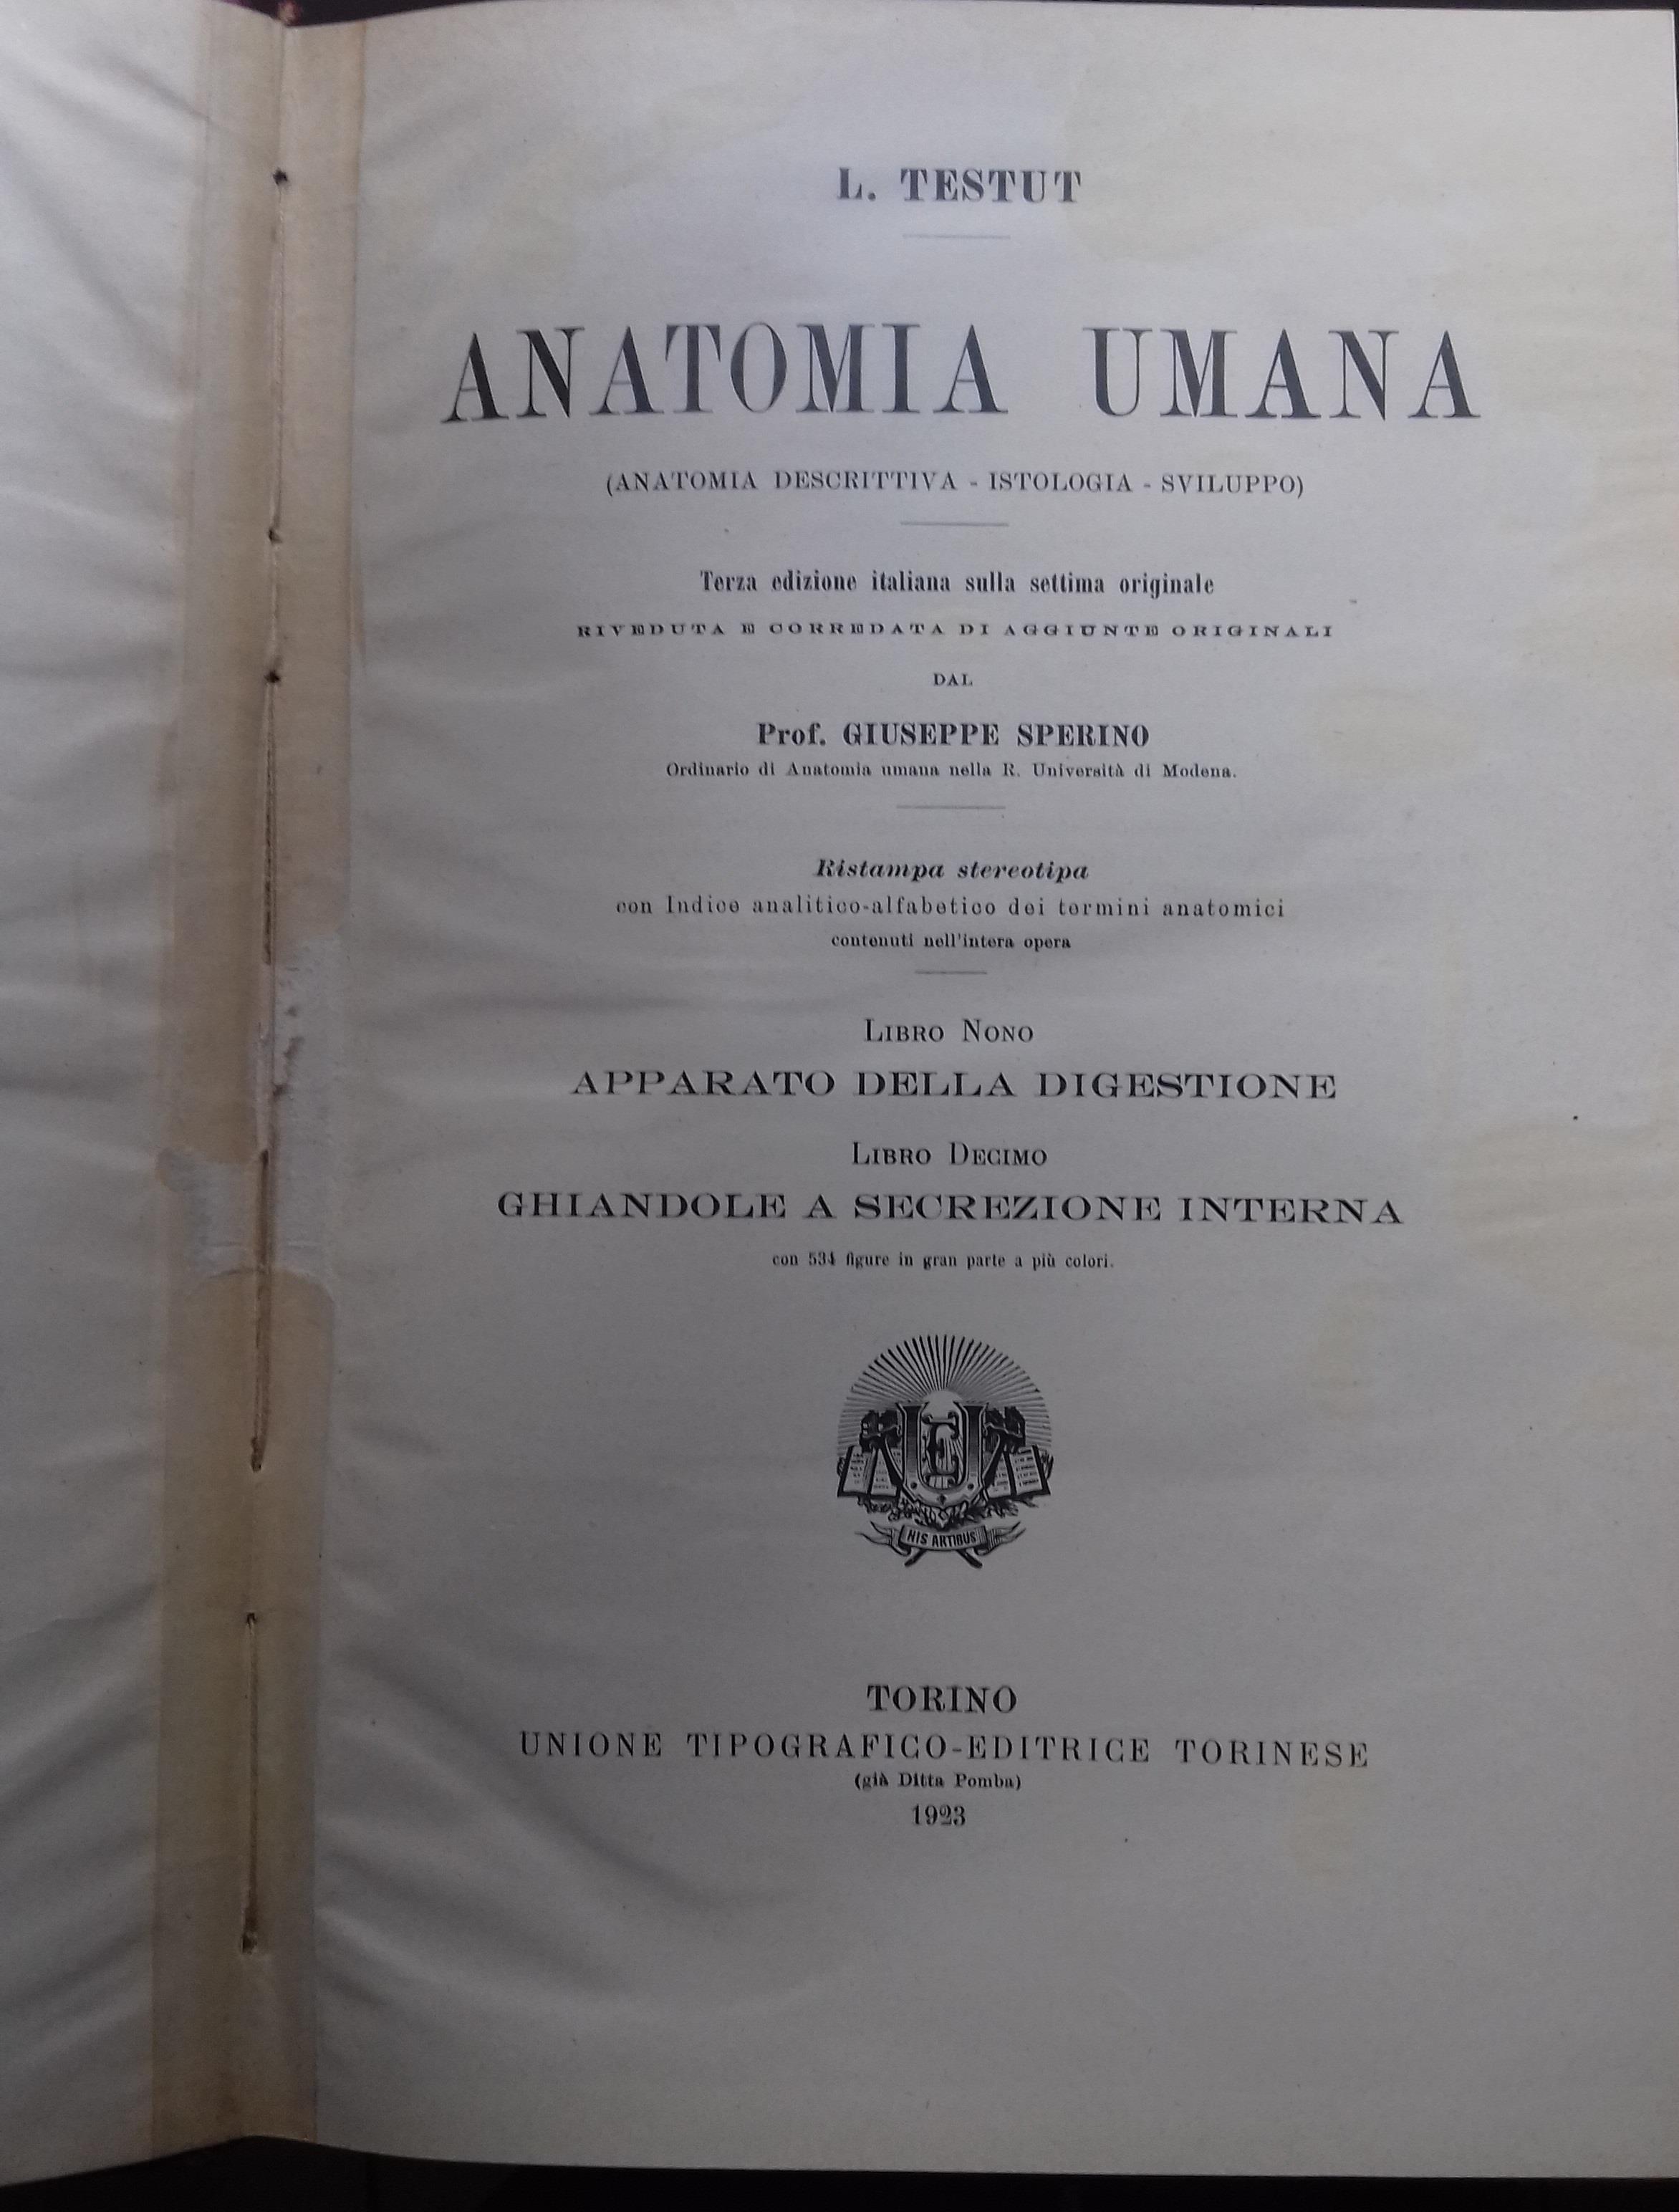 L. TESTUT
ANATOMIA UMANA
(ANATOMIA DESCRITTIVA - ISTOLOGIA - SVILUPPO)
Terza edizione italiana sulla settima originale
RIVEDUTA E CORREDATA DI AGGIUNTE ORIGINALI
DAL
Prof. GIUSEPPE SPERINO
Ordinario di Anatomia umana nella R. Università di Modena.
Ristampa stereotipa
con Indice analitico-alfabetico dei termini anatomici
contenuti nell'intera opera
LIBRO NONO
APPARATO DELLA DIGESTIONE
LIBRO DECIMO
GHIANDOLE A SECREZIONE INTERNA
con 534 figure in gran parte a più colori.
UTE
HIS ARTIBUS
TORINO
UNIONE TIPOGRAFICO-EDITRICE TORINESE
(già Ditta Pomba)
1923